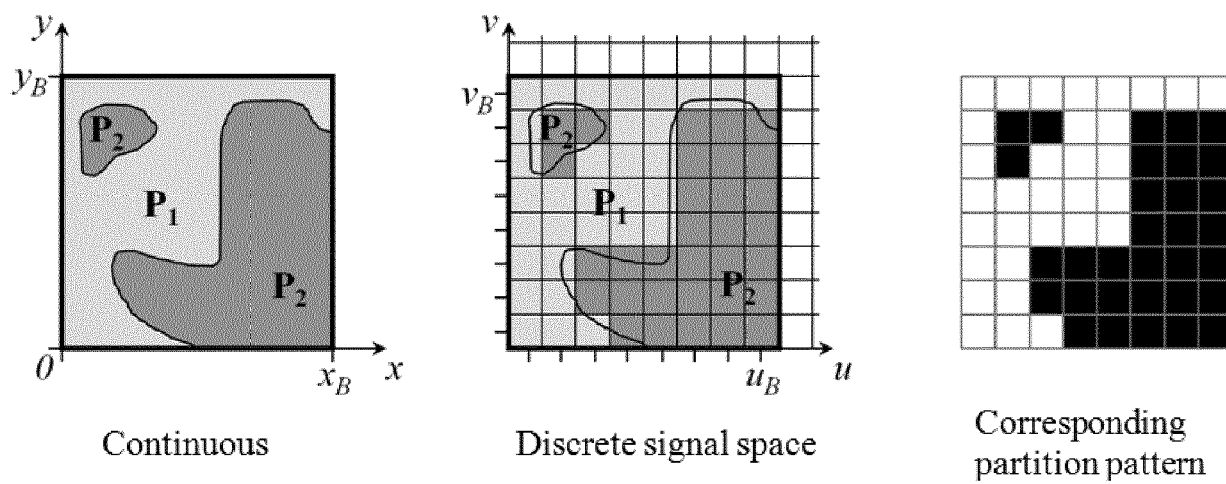 y
y_B
P_2
P_1
P_2
0
x_B
x
Continuous
v
v_B
P_2
P_1
P_2
u_B
u
Discrete signal space
Corresponding
partition pattern